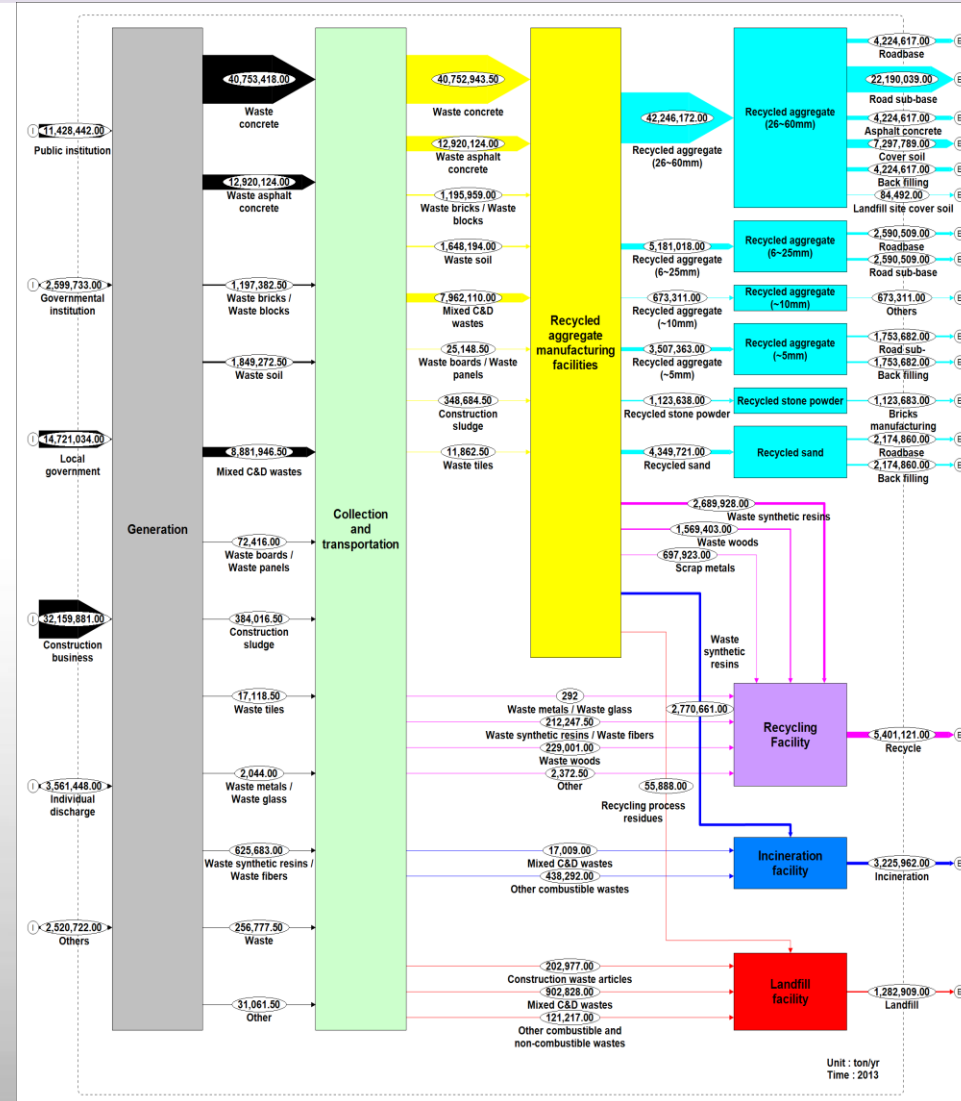 I 11,428,442.00
Public institution
I 2,599,733.00
Governmental
institution
I 14,721,034.00
Local
government
I 32,159,881.00
Construction
business
I 3,561,448.00
Individual
discharge
I 2,520,722.00
Others
Generation
40,753,418.00
Waste
concrete
12,920,124.00
Waste asphalt
concrete
1,197,382.50
Waste bricks /
Waste blocks
1,849,272.50
Waste soil
8,881,946.50
Mixed C&D wastes
72,416.00
Waste boards /
Waste panels
384,016.50
Construction
sludge
17,118.50
Waste tiles
2,044.00
Waste metals /
Waste glass
625,683.00
Waste synthetic resins /
Waste fibers
256,777.50
Waste
31,061.50
Other
Collection
and
transportation
40,752,943.50
Waste concrete
12,920,124.00
Waste asphalt
concrete
1,195,959.00
Waste bricks / Waste
blocks
1,648,194.00
Waste soil
7,962,110.00
Mixed C&D
wastes
25,148.50
Waste boards / Waste
panels
348,684.50
Construction
sludge
11,862.50
Waste tiles
292
Waste metals / Waste glass
212,247.50
Waste synthetic resins / Waste fibers
229,001.00
Waste woods
2,372.50
Other
17,009.00
Mixed C&D wastes
438,292.00
Other combustible wastes
202,977.00
Construction waste articles
902,828.00
Mixed C&D wastes
121,217.00
Other combustible and
non-combustible wastes
Recycled
aggregate
manufacturing
facilities
42,246,172.00
Recycled aggregate
(26~60mm)
5,181,018.00
Recycled aggregate
(6~25mm)
673,311.00
Recycled aggregate
(~10mm)
3,507,363.00
Recycled aggregate
(~5mm)
1,123,638.00
Recycled stone powder
4,349,721.00
Recycled sand
2,689,928.00
Waste synthetic resins
1,569,403.00
Waste woods
697,923.00
Scrap metals
Waste
synthetic
resins
2,770,661.00
55,888.00
Recycling process
residues
Recycled aggregate
(26~60mm)
Recycled aggregate
(6~25mm)
Recycled aggregate
(~10mm)
Recycled aggregate
(~5mm)
Recycled stone powder
Recycled sand
Recycling
Facility
Incineration
facility
Landfill
facility
4,224,617.00 E
Roadbase
22,190,039.00 E
Road sub-base
4,224,617.00 E
Asphalt concrete
7,297,789.00 E
Cover soil
4,224,617.00 E
Back filling
84,492.00 E
Landfill site cover soil
2,590,509.00 E
Roadbase
2,590,509.00 E
Road sub-base
673,311.00 E
Others
1,753,682.00 E
Road sub-
1,753,682.00 E
Back filling
1,123,683.00 E
Bricks
manufacturing
2,174,860.00 E
Roadbase
2,174,860.00 E
Back filling
5,401,121.00 E
Recycle
3,225,962.00 E
Incineration
1,282,909.00 E
Landfill
Unit : ton/yr
Time : 2013